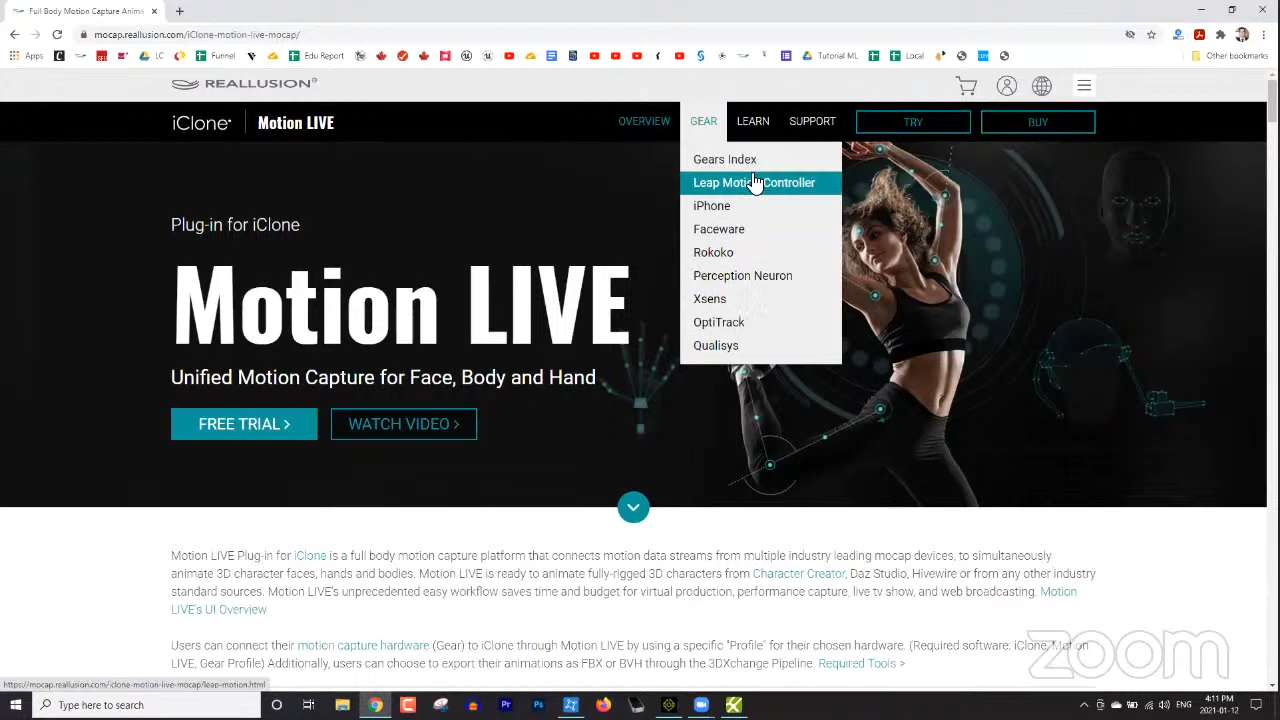 Full Body Motion Capture Anima
mocap.reallusion.com/iClone-motion-live-mocap/
Apps
LC
Funnel
Edu Report
Tutorial ML
Local
Other bookmarks
REALLUSION
iClone
Motion LIVE
OVERVIEW
GEAR
LEARN
SUPPORT
TRY
BUY
Gears Index
Leap Motion Controller
iPhone
Faceware
Rokoko
Perception Neuron
Xsens
OptiTrack
Qualisys
Plug-in for iClone
Motion LIVE
Unified Motion Capture for Face, Body and Hand
FREE TRIAL >
WATCH VIDEO >
Motion LIVE Plug-in for iClone is a full body motion capture platform that connects motion data streams from multiple industry leading mocap devices, to simultaneously
animate 3D character faces, hands and bodies. Motion LIVE is ready to animate fully-rigged 3D characters from Character Creator, Daz Studio, Hivewire or from any other industry
standard sources. Motion LIVE's unprecedented easy workflow saves time and budget for virtual production, performance capture, live tv show, and web broadcasting. Motion
LIVE's UI Overview
Users can connect their motion capture hardware (Gear) to iClone through Motion LIVE by using a specific "Profile" for their chosen hardware. (Required software: iClone, Motion
LIVE, Gear Profile) Additionally, users can choose to export their animations as FBX or BVH through the 3DXchange Pipeline. Required Tools >
zoom
https://mocap.reallusion.com/iclone-motion-live-mocap/leap-motion.html
Type here to search
Pr
Ps
ENG
4:11 PM
2021-01-12